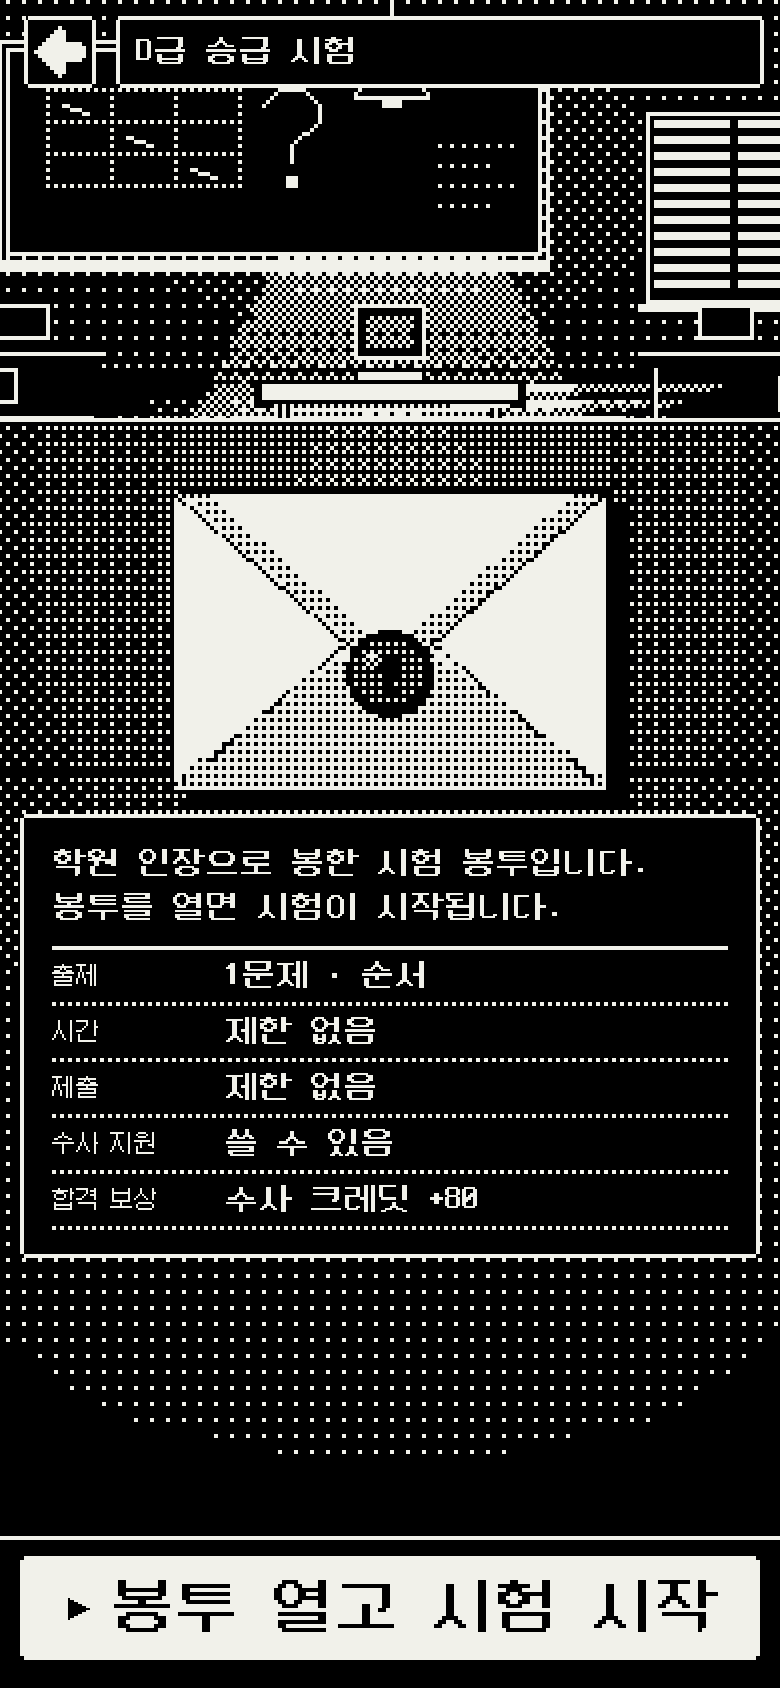 D급 승급 시험
?
학원 인장으로 봉한 시험 봉투입니다.
봉투를 열면 시험이 시작됩니다.
출제 1문제 · 순서
시간 제한 없음
제출 제한 없음
수사 지원 쓸 수 있음
합격 보상 수사 크레딧 +80
▶ 봉투 열고 시험 시작